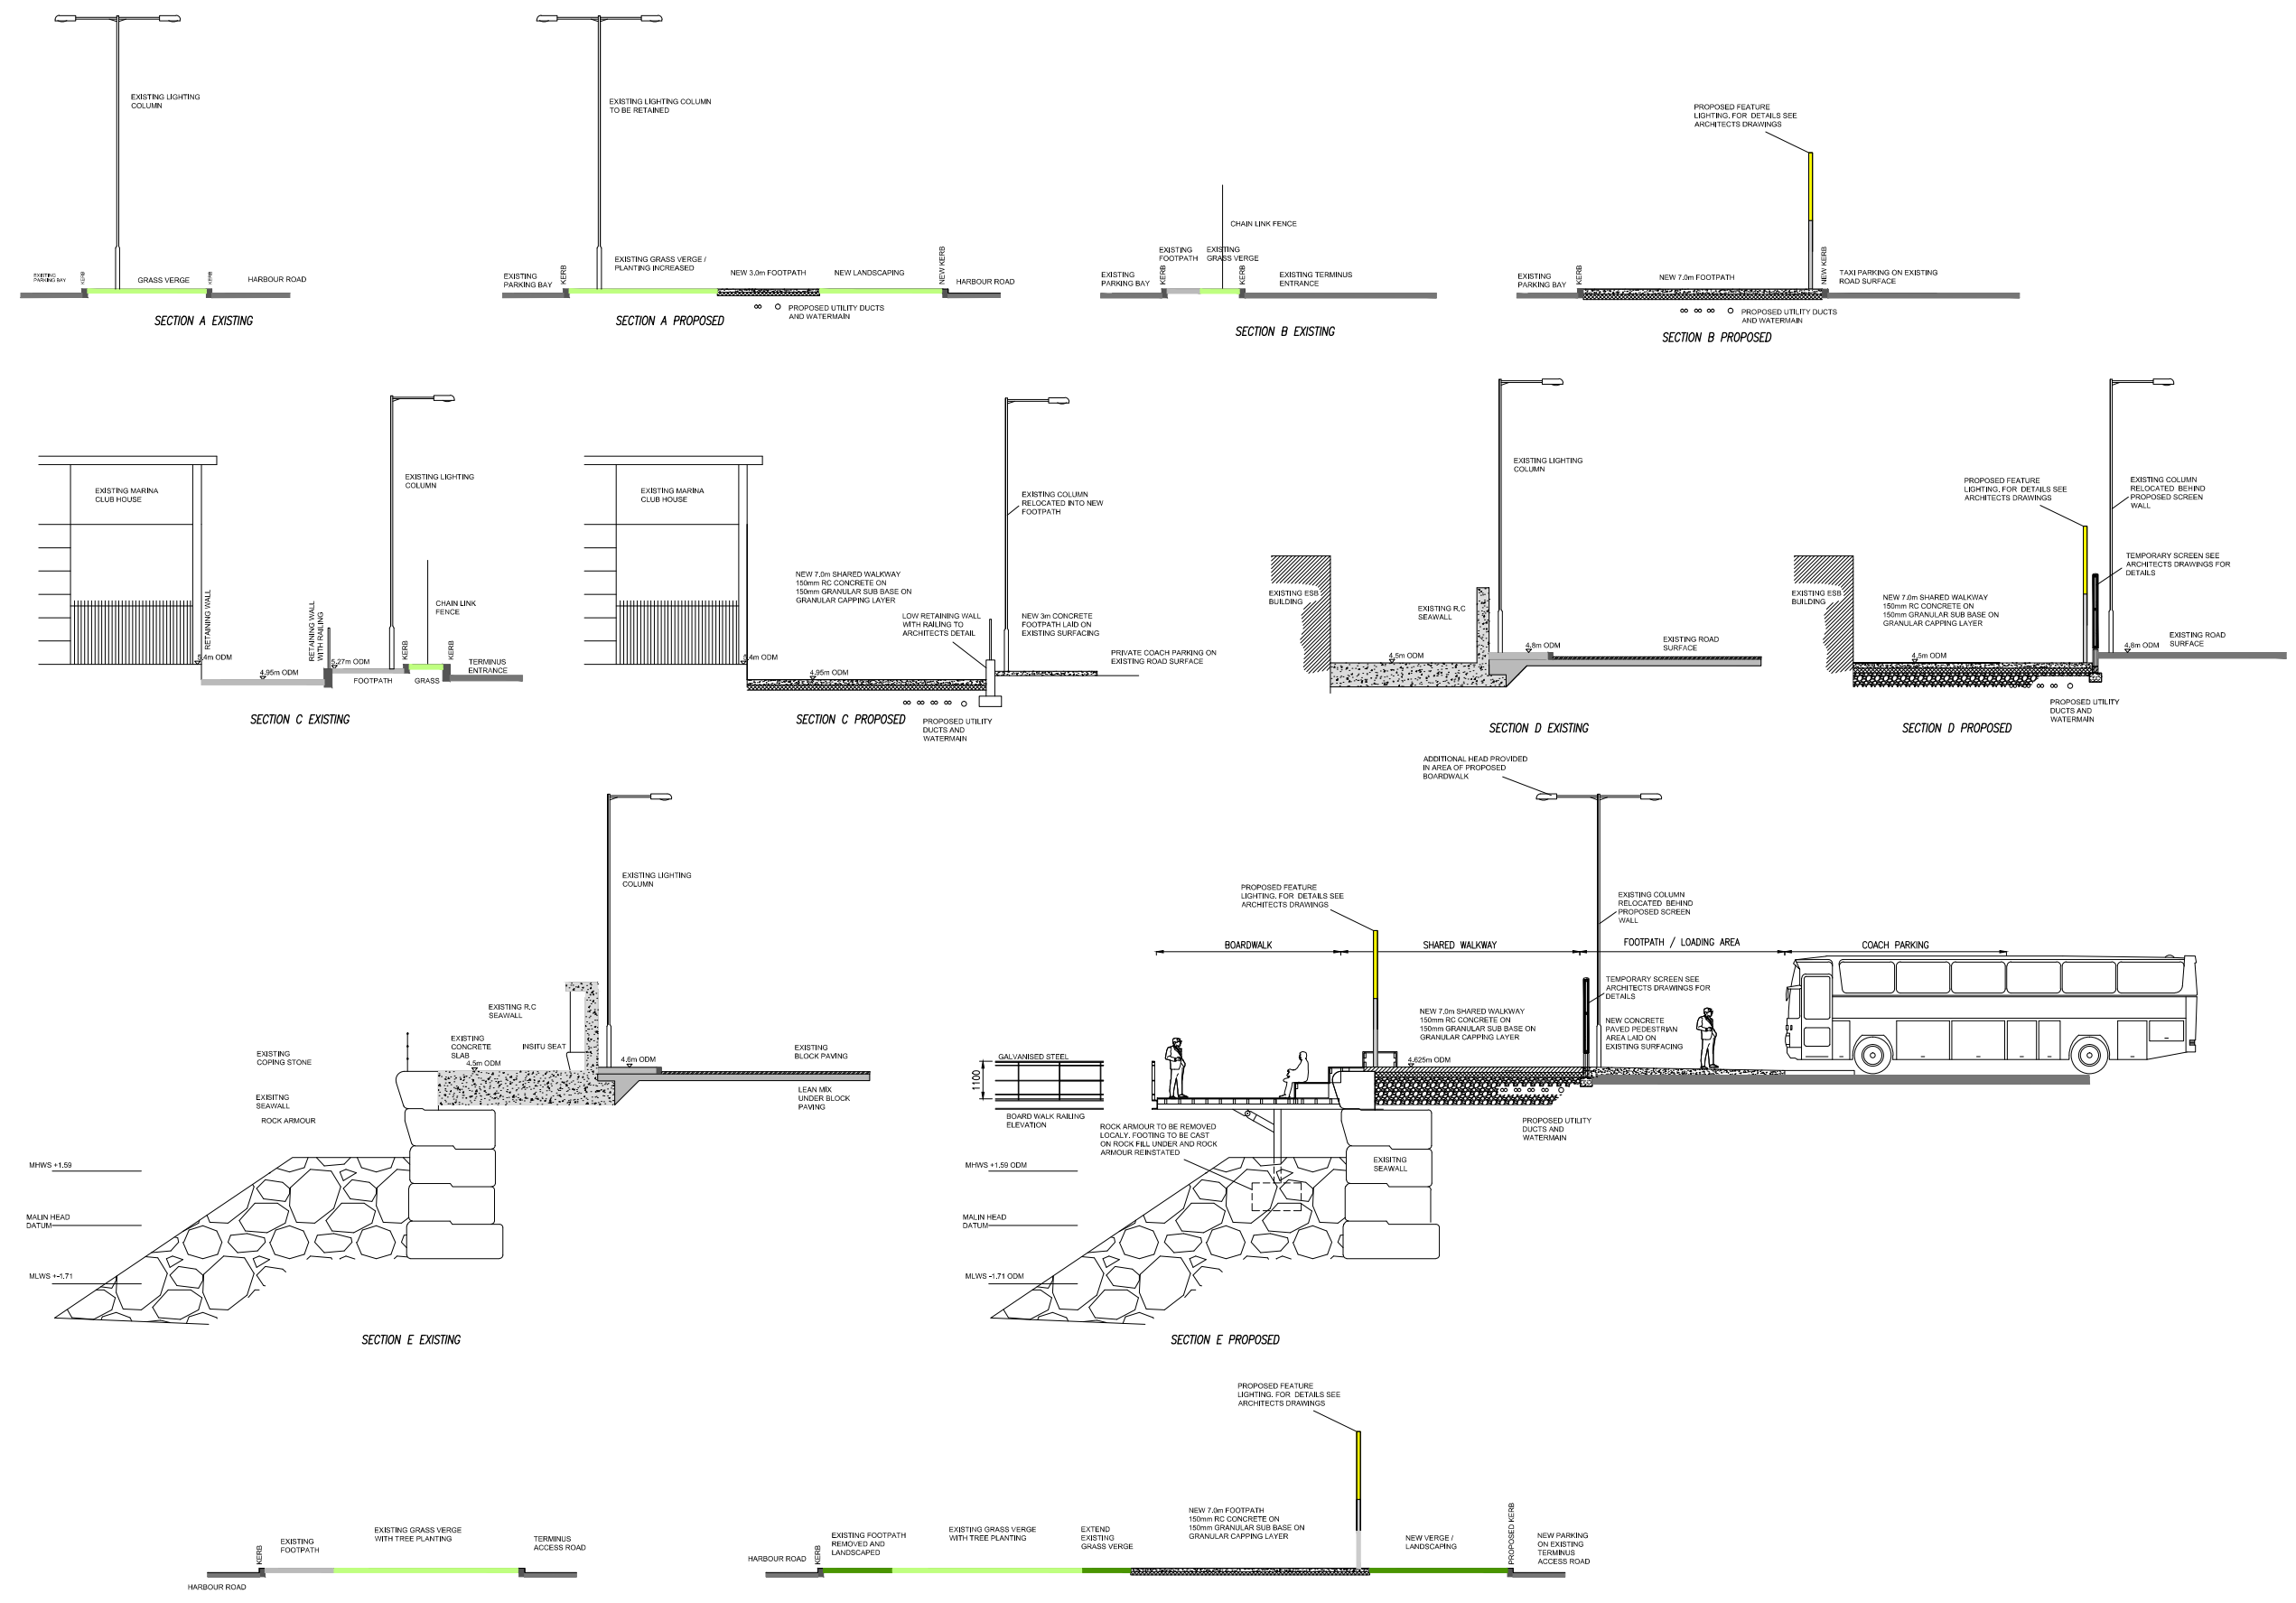 EXISTING LIGHTING
COLUMN
EXISTING
PARKING BAY
KERB
GRASS VERGE
KERB
HARBOUR ROAD
SECTION A EXISTING
EXISTING LIGHTING COLUMN
TO BE RETAINED
EXISTING
PARKING BAY
KERB
EXISTING GRASS VERGE /
PLANTING INCREASED
NEW 3.0m FOOTPATH
NEW LANDSCAPING
NEW KERB
HARBOUR ROAD
PROPOSED UTILITY DUCTS
AND WATERMAIN
SECTION A PROPOSED
CHAIN LINK FENCE
EXISTING
FOOTPATH
EXISTING
GRASS VERGE
EXISTING
PARKING BAY
KERB
KERB
EXISTING TERMINUS
ENTRANCE
SECTION B EXISTING
PROPOSED FEATURE
LIGHTING. FOR DETAILS SEE
ARCHITECTS DRAWINGS
EXISTING
PARKING BAY
KERB
NEW 7.0m FOOTPATH
NEW KERB
TAXI PARKING ON EXISTING
ROAD SURFACE
PROPOSED UTILITY DUCTS
AND WATERMAIN
SECTION B PROPOSED
EXISTING MARINA
CLUB HOUSE
EXISTING LIGHTING
COLUMN
RETAINING WALL
RETAINING WALL
WITH RAILING
CHAIN LINK
FENCE
KERB
KERB
5.4m ODM
4.95m ODM
5.27m ODM
FOOTPATH
GRASS
TERMINUS
ENTRANCE
SECTION C EXISTING
EXISTING MARINA
CLUB HOUSE
EXISTING COLUMN
RELOCATED INTO NEW
FOOTPATH
NEW 7.0m SHARED WALKWAY
150mm RC CONCRETE ON
150mm GRANULAR SUB BASE ON
GRANULAR CAPPING LAYER
LOW RETAINING WALL
WITH RAILING TO
ARCHITECTS DETAIL
NEW 3m CONCRETE
FOOTPATH LAID ON
EXISTING SURFACING
PRIVATE COACH PARKING ON
EXISTING ROAD SURFACE
5.4m ODM
4.95m ODM
PROPOSED UTILITY
DUCTS AND
WATERMAIN
SECTION C PROPOSED
EXISTING LIGHTING
COLUMN
EXISTING ESB
BUILDING
EXISTING R.C
SEAWALL
4.5m ODM
4.8m ODM
EXISTING ROAD
SURFACE
SECTION D EXISTING
PROPOSED FEATURE
LIGHTING. FOR DETAILS SEE
ARCHITECTS DRAWINGS
EXISTING COLUMN
RELOCATED BEHIND
PROPOSED SCREEN
WALL
TEMPORARY SCREEN SEE
ARCHITECTS DRAWINGS FOR
DETAILS
EXISTING ESB
BUILDING
NEW 7.0m SHARED WALKWAY
150mm RC CONCRETE ON
150mm GRANULAR SUB BASE ON
GRANULAR CAPPING LAYER
4.5m ODM
4.8m ODM
EXISTING ROAD
SURFACE
PROPOSED UTILITY
DUCTS AND
WATERMAIN
SECTION D PROPOSED
EXISTING LIGHTING
COLUMN
EXISTING R.C
SEAWALL
EXISTING
CONCRETE
SLAB
INSITU SEAT
EXISTING
COPING STONE
4.5m ODM
4.6m ODM
EXISTING
BLOCK PAVING
LEAN MIX
UNDER BLOCK
PAVING
EXISITNG
SEAWALL
ROCK ARMOUR
MHWS +1.59
MALIN HEAD
DATUM
MLWS +-1.71
SECTION E EXISTING
ADDITIONAL HEAD PROVIDED
IN AREA OF PROPOSED
BOARDWALK
PROPOSED FEATURE
LIGHTING. FOR DETAILS SEE
ARCHITECTS DRAWINGS
EXISTING COLUMN
RELOCATED BEHIND
PROPOSED SCREEN
WALL
BOARDWALK
SHARED WALKWAY
FOOTPATH / LOADING AREA
COACH PARKING
TEMPORARY SCREEN SEE
ARCHITECTS DRAWINGS FOR
DETAILS
NEW 7.0m SHARED WALKWAY
150mm RC CONCRETE ON
150mm GRANULAR SUB BASE ON
GRANULAR CAPPING LAYER
NEW CONCRETE
PAVED PEDESTRIAN
AREA LAID ON
EXISTING SURFACING
GALVANISED STEEL
1100
4.625m ODM
BOARD WALK RAILING
ELEVATION
ROCK ARMOUR TO BE REMOVED
LOCALY. FOOTING TO BE CAST
ON ROCK FILL UNDER AND ROCK
ARMOUR REINSTATED
PROPOSED UTILITY
DUCTS AND
WATERMAIN
EXISITNG
SEAWALL
MHWS +1.59 ODM
MALIN HEAD
DATUM
MLWS -1.71 ODM
SECTION E PROPOSED
KERB
EXISTING
FOOTPATH
EXISTING GRASS VERGE
WITH TREE PLANTING
TERMINUS
ACCESS ROAD
HARBOUR ROAD
PROPOSED FEATURE
LIGHTING. FOR DETAILS SEE
ARCHITECTS DRAWINGS
HARBOUR ROAD
KERB
EXISTING FOOTPATH
REMOVED AND
LANDSCAPED
EXISTING GRASS VERGE
WITH TREE PLANTING
EXTEND
EXISTING
GRASS VERGE
NEW 7.0m FOOTPATH
150mm RC CONCRETE ON
150mm GRANULAR SUB BASE ON
GRANULAR CAPPING LAYER
NEW VERGE /
LANDSCAPING
PROPOSED KERB
NEW PARKING
ON EXISTING
TERMINUS
ACCESS ROAD